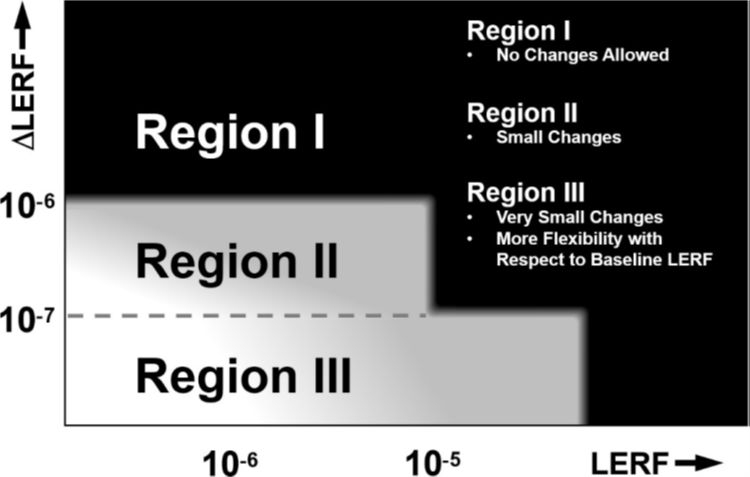 ΔLERF→
Region I
• No Changes Allowed
Region II
• Small Changes
Region III
• Very Small Changes
• More Flexibility with
Respect to Baseline LERF
Region I
10⁻⁶
Region II
10⁻⁷
Region III
10⁻⁶
10⁻⁵
LERF→